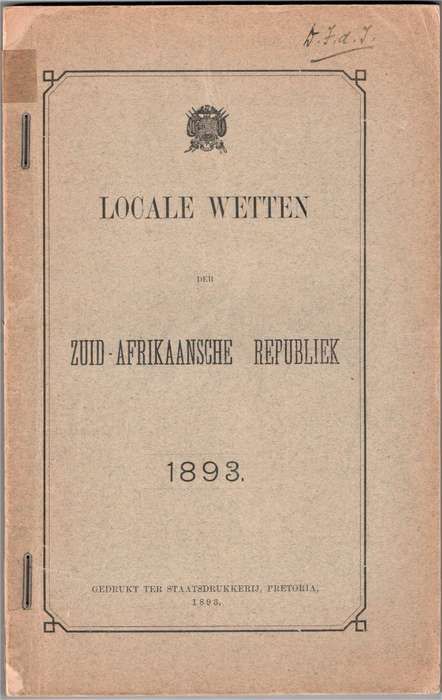 D. J. d. J.
LOCALE WETTEN
DER
ZUID-AFRIKAANSCHE REPUBLIEK
1893.
GEDRUKT TER STAATSDRUKKERIJ, PRETORIA,
1893.